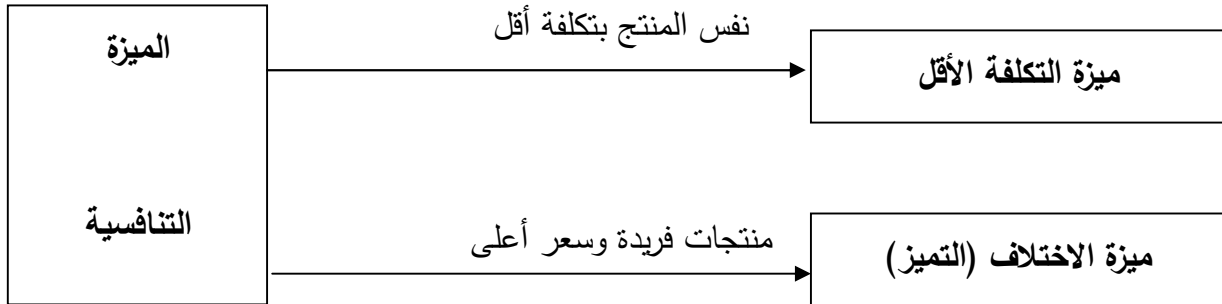 الميزة
نفس المنتج بتكلفة أقل
ميزة التكلفة الأقل
التنافسية
منتجات فريدة وسعر أعلى
ميزة الاختلاف (التميز)